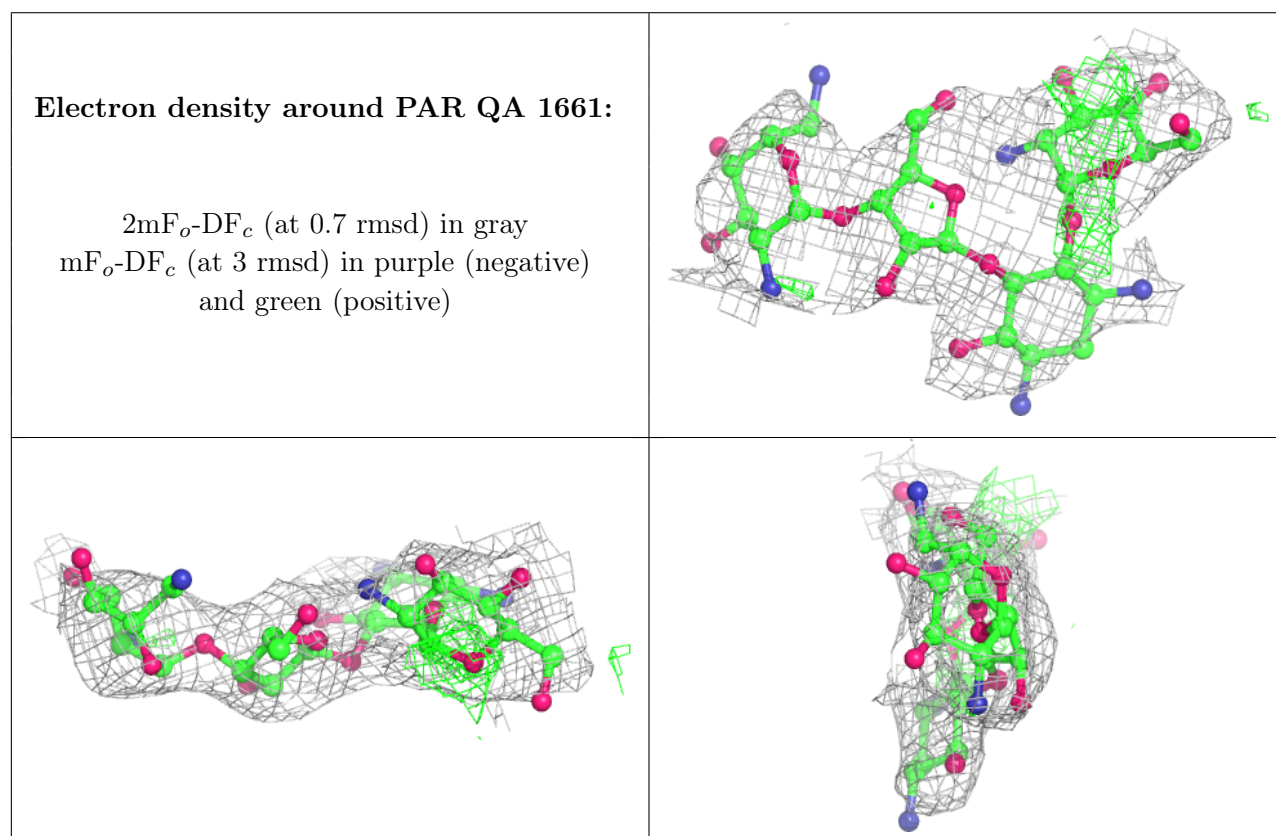 Electron density around PAR QA 1661:
2mFo-DFc (at 0.7 rmsd) in gray
mFo-DFc (at 3 rmsd) in purple (negative)
and green (positive)